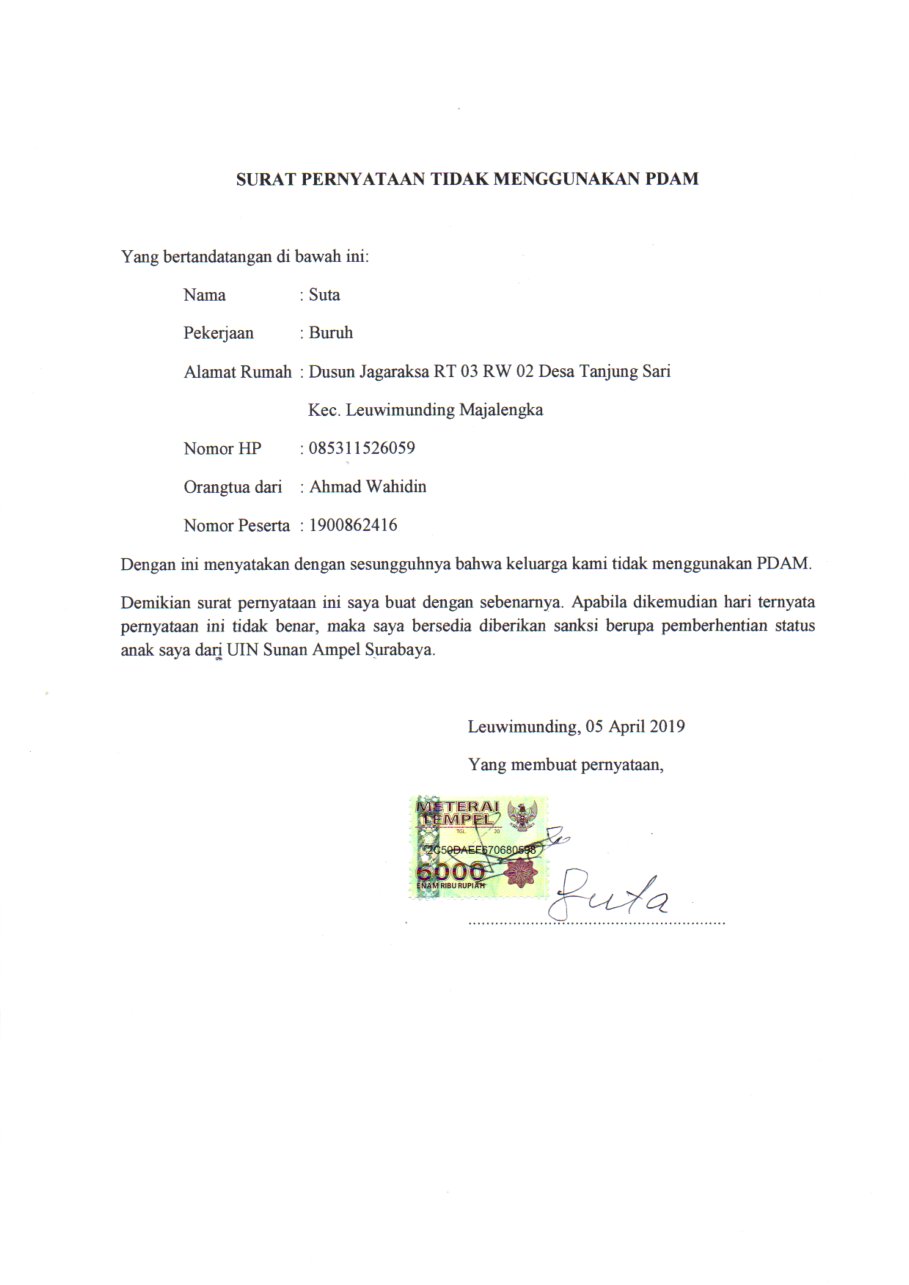 SURAT PERNYATAAN TIDAK MENGGUNAKAN PDAM
Yang bertandatangan di bawah ini:
Nama : Suta
Pekerjaan : Buruh
Alamat Rumah : Dusun Jagaraksa RT 03 RW 02 Desa Tanjung Sari
Kec. Leuwimunding Majalengka
Nomor HP : 085311526059
Orangtua dari : Ahmad Wahidin
Nomor Peserta : 1900862416
Dengan ini menyatakan dengan sesungguhnya bahwa keluarga kami tidak menggunakan PDAM.
Demikian surat pernyataan ini saya buat dengan sebenarnya. Apabila dikemudian hari ternyata
pernyataan ini tidak benar, maka saya bersedia diberikan sanksi berupa pemberhentian status
anak saya dari UIN Sunan Ampel Surabaya.
Leuwimunding, 05 April 2019
Yang membuat pernyataan,
METERAI
TEMPEL
TGL 20
6000
ENAM RIBU RUPIAH
Suta